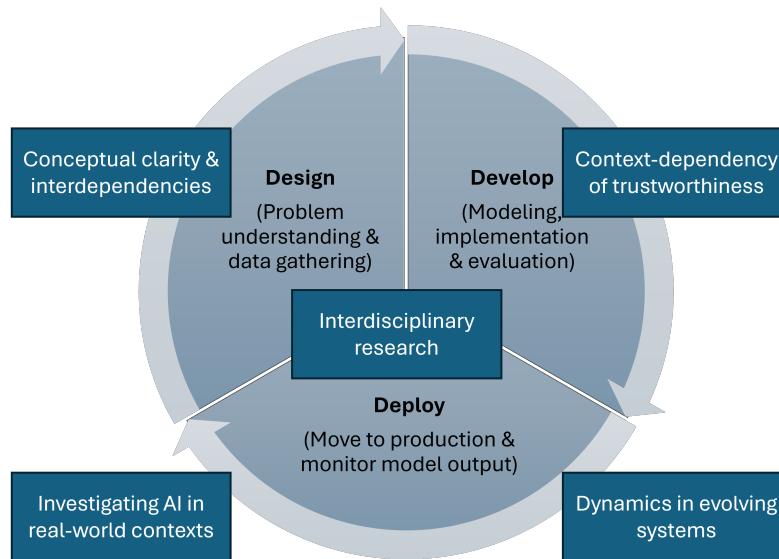 Conceptual clarity &
interdependencies
Design
(Problem
understanding &
data gathering)
Develop
(Modeling,
implementation
& evaluation)
Context-dependency
of trustworthiness
Interdisciplinary
research
Deploy
(Move to production &
monitor model output)
Investigating AI in
real-world contexts
Dynamics in evolving
systems